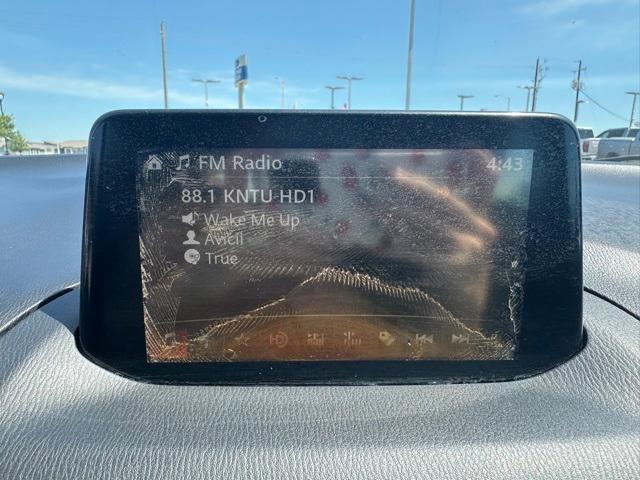 FM Radio 4:43
88.1 KNTU-HD1
Wake Me Up
Avicii
True